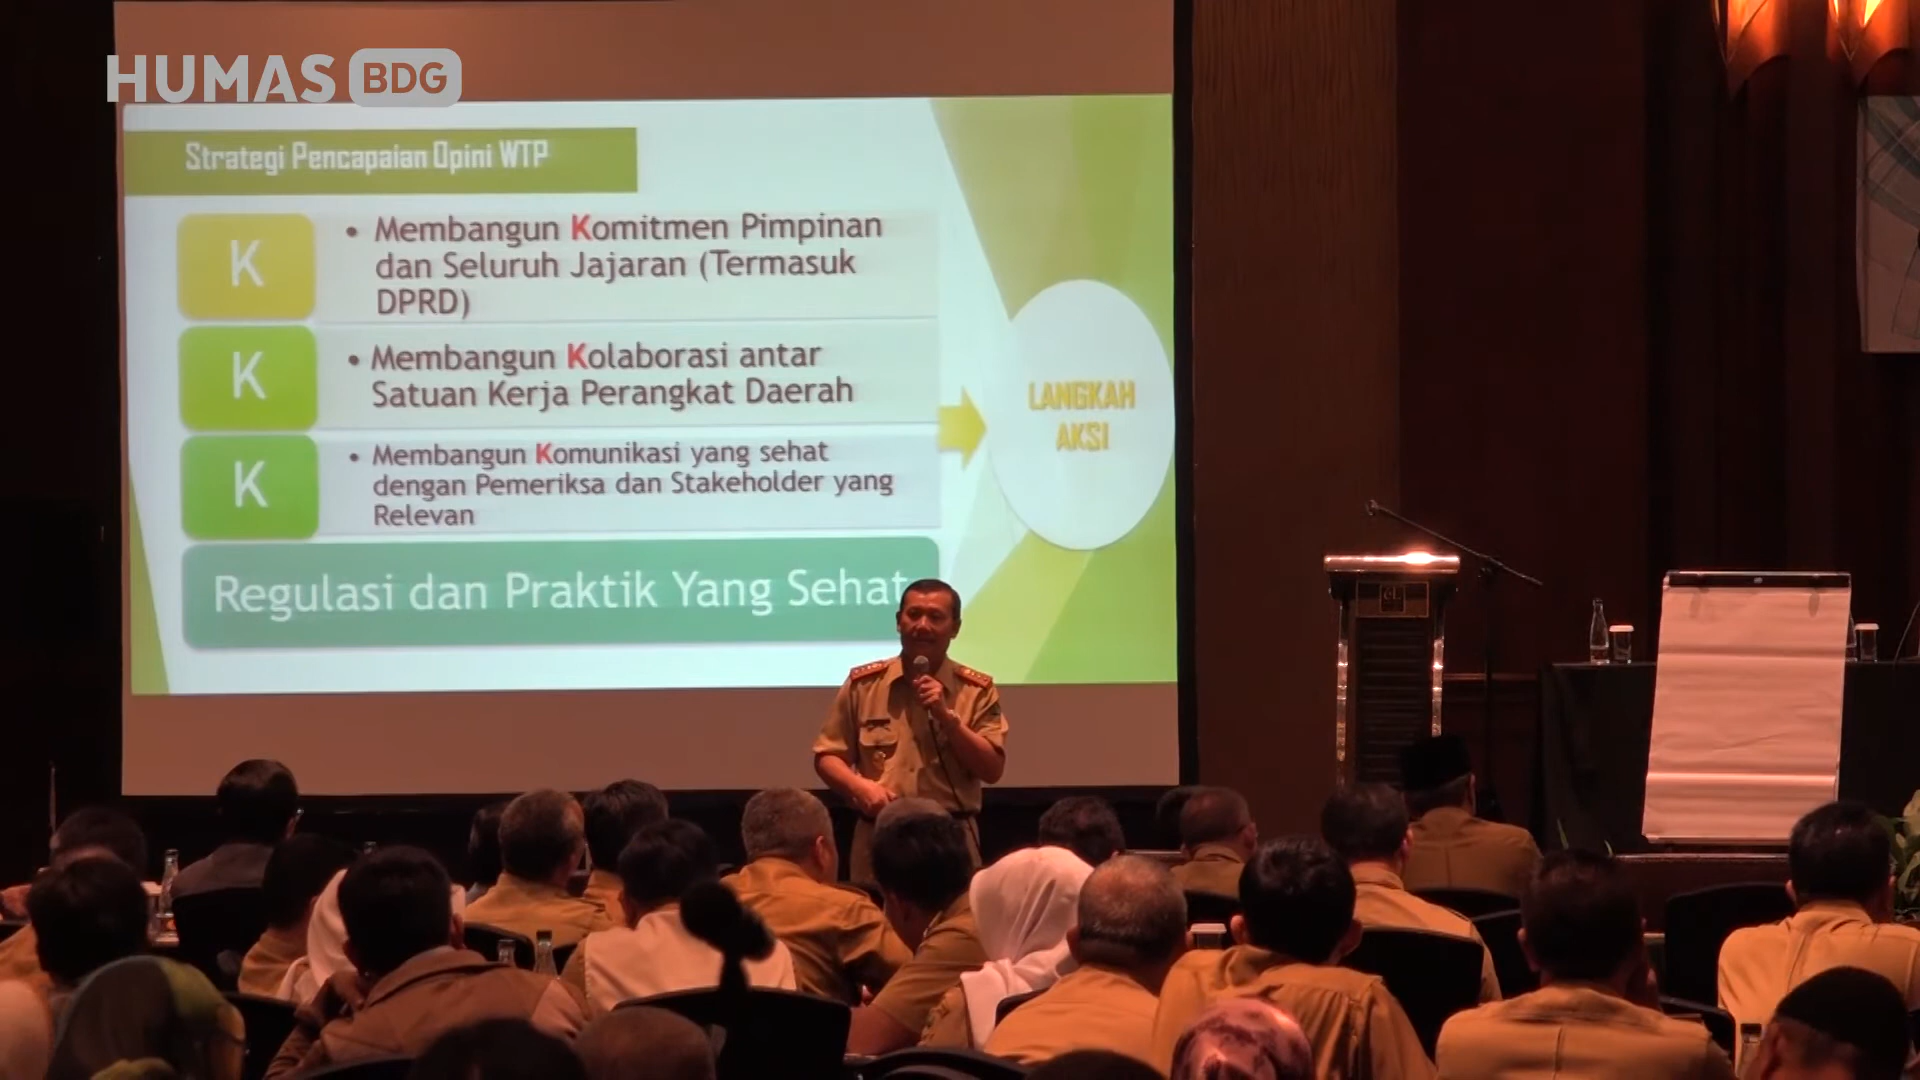 HUMAS BDG
Strategi Pencapaian Opini WTP
K
• Membangun Komitmen Pimpinan
dan Seluruh Jajaran (Termasuk
DPRD)
K
• Membangun Kolaborasi antar
Satuan Kerja Perangkat Daerah
K
• Membangun Komunikasi yang sehat
dengan Pemeriksa dan Stakeholder yang
Relevan
Regulasi dan Praktik Yang Sehat
LANGKAH
AKSI